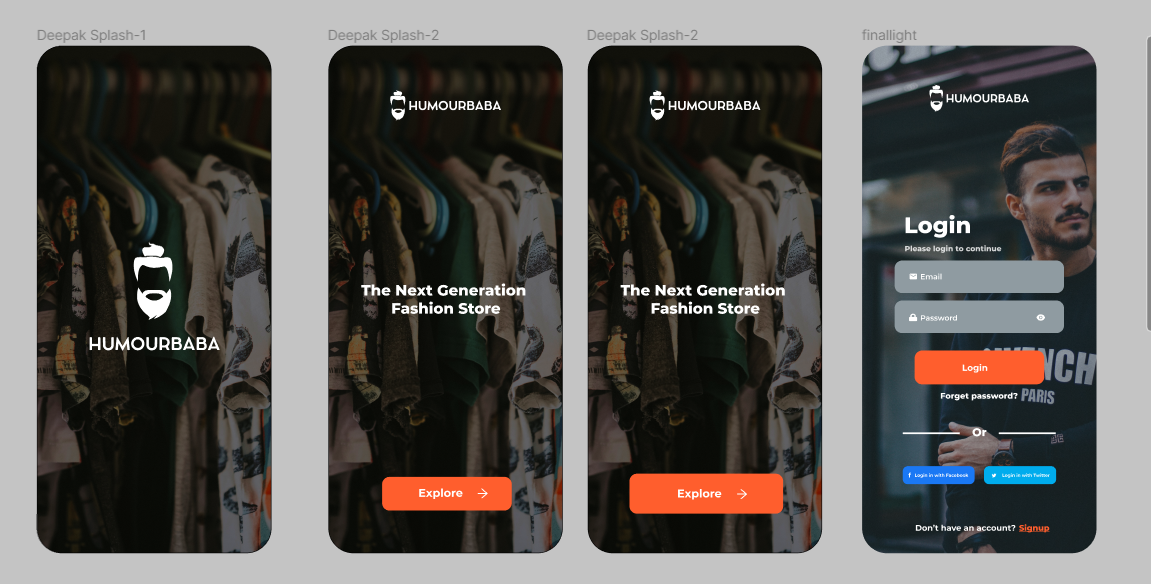 Deepak Splash-1
HUMOURBABA
Deepak Splash-2
HUMOURBABA
The Next Generation
Fashion Store
Explore
Deepak Splash-2
HUMOURBABA
The Next Generation
Fashion Store
Explore
finallight
HUMOURBABA
Login
Please login to continue
Email
Password
Login
Forget password?
PARIS
Or
Login in with Facebook
Login in with Twitter
Don't have an account? Signup